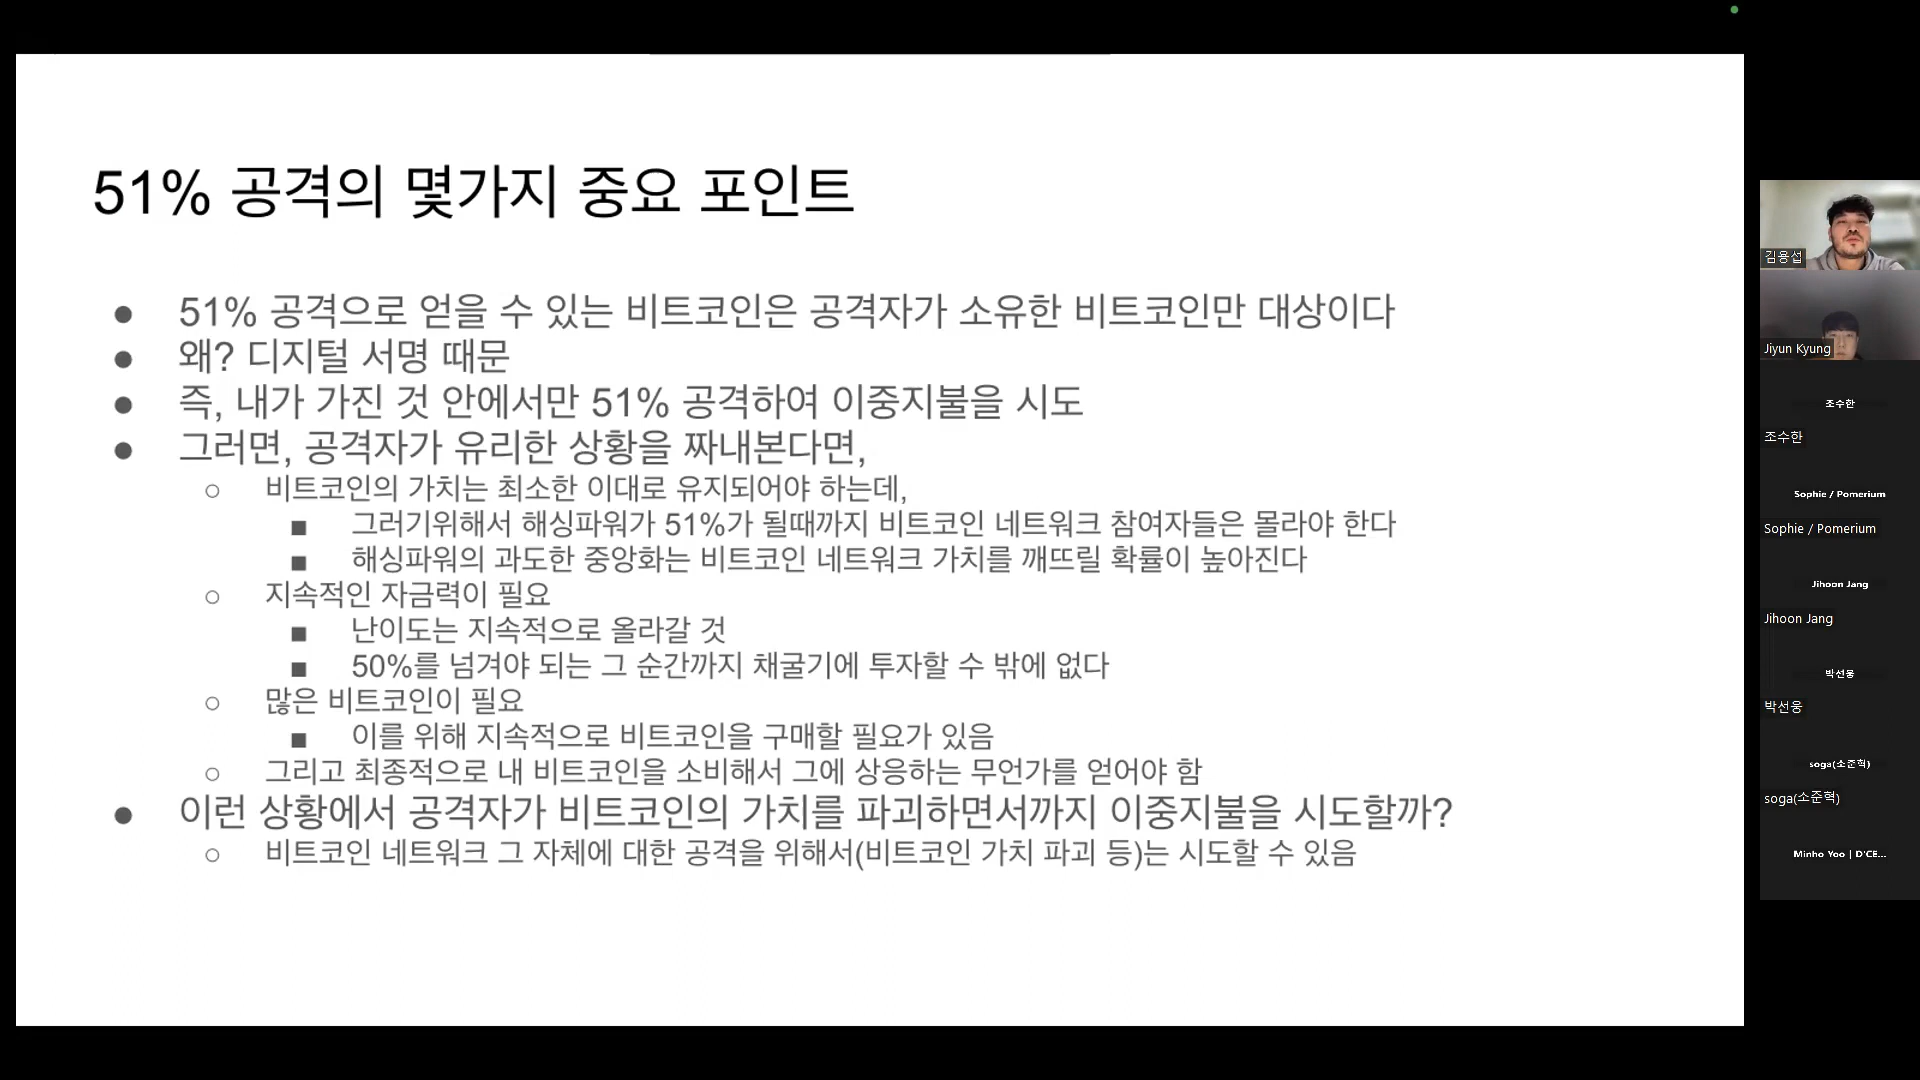 51% 공격의 몇가지 중요 포인트
● 51% 공격으로 얻을 수 있는 비트코인은 공격자가 소유한 비트코인만 대상이다
● 왜? 디지털 서명 때문
● 즉, 내가 가진 것 안에서만 51% 공격하여 이중지불을 시도
● 그러면, 공격자가 유리한 상황을 짜내본다면,
○ 비트코인의 가치는 최소한 이대로 유지되어야 하는데,
■ 그러기위해서 해싱파워가 51%가 될때까지 비트코인 네트워크 참여자들은 몰라야 한다
■ 해싱파워의 과도한 중앙화는 비트코인 네트워크 가치를 깨뜨릴 확률이 높아진다
○ 지속적인 자금력이 필요
■ 난이도는 지속적으로 올라갈 것
■ 50%를 넘겨야 되는 그 순간까지 채굴기에 투자할 수 밖에 없다
○ 많은 비트코인이 필요
■ 이를 위해 지속적으로 비트코인을 구매할 필요가 있음
○ 그리고 최종적으로 내 비트코인을 소비해서 그에 상응하는 무언가를 얻어야 함
● 이런 상황에서 공격자가 비트코인의 가치를 파괴하면서까지 이중지불을 시도할까?
○ 비트코인 네트워크 그 자체에 대한 공격을 위해서(비트코인 가치 파괴 등)는 시도할 수 있음
김용섭
Jiyun Kyung
조수한
조수한
Sophie / Pomerium
Sophie / Pomerium
Jihoon Jang
Jihoon Jang
박선웅
박선웅
soga(소준혁)
soga(소준혁)
Minho Yoo | D'CE...